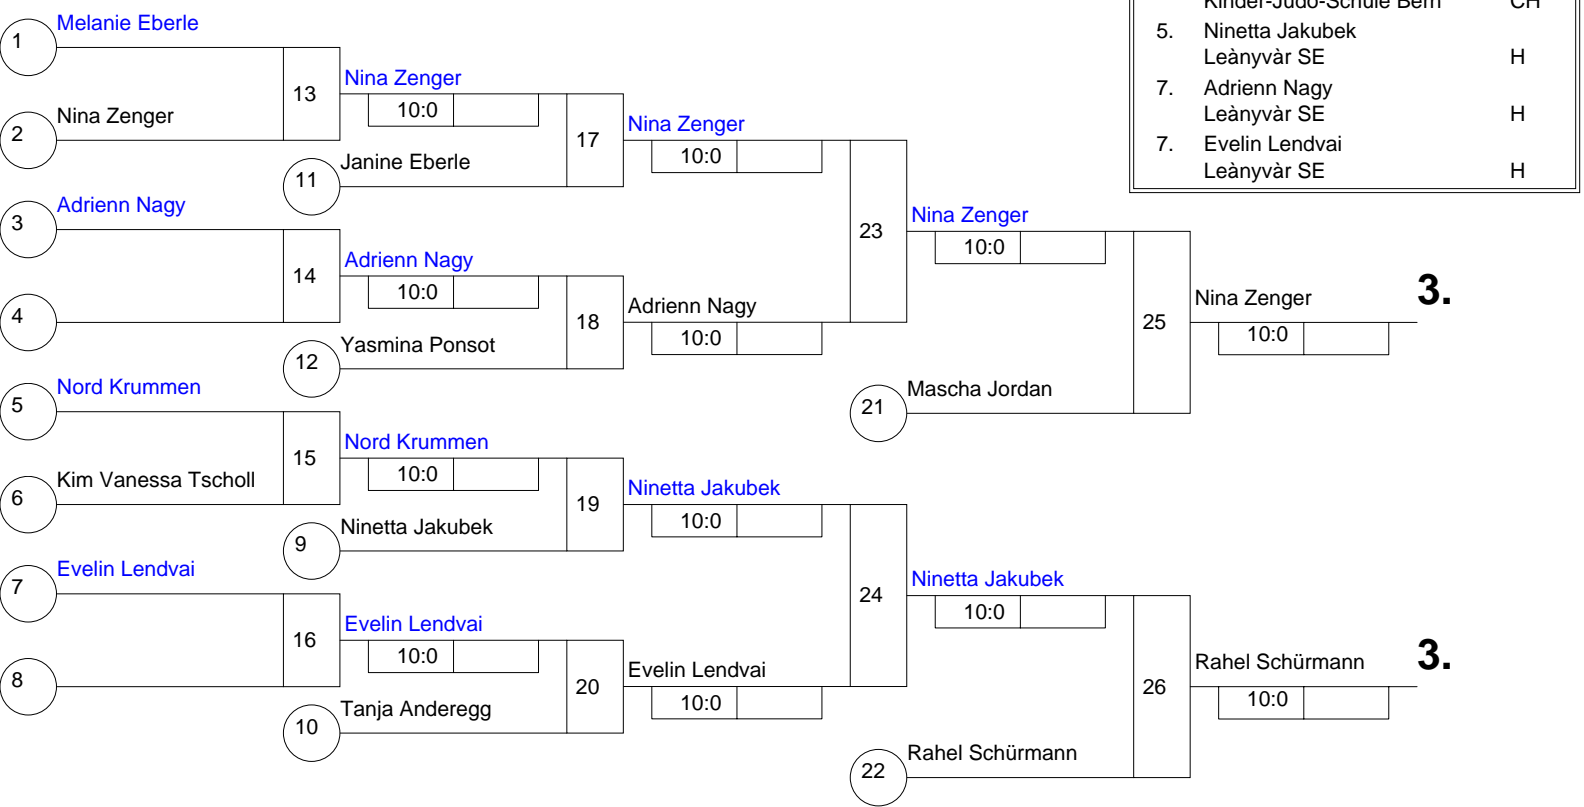 Kinder-Judo-Schule Bern CH
5. Ninetta Jakubek
Leànyvàr SE H
7. Adrienn Nagy
Leànyvàr SE H
7. Evelin Lendvai
Leànyvàr SE H
1 Melanie Eberle
2 Nina Zenger
3 Adrienn Nagy
4
5 Nord Krummen
6 Kim Vanessa Tscholl
7 Evelin Lendvai
8
13
14
15
16
Nina Zenger
10:0
11 Janine Eberle
Adrienn Nagy
10:0
12 Yasmina Ponsot
Nord Krummen
10:0
9 Ninetta Jakubek
Evelin Lendvai
10:0
10 Tanja Anderegg
17
18
19
20
Nina Zenger
10:0
Adrienn Nagy
10:0
Ninetta Jakubek
10:0
Evelin Lendvai
10:0
23
24
Nina Zenger
10:0
21 Mascha Jordan
Ninetta Jakubek
10:0
22 Rahel Schürmann
25
26
Nina Zenger 3.
10:0
Rahel Schürmann 3.
10:0